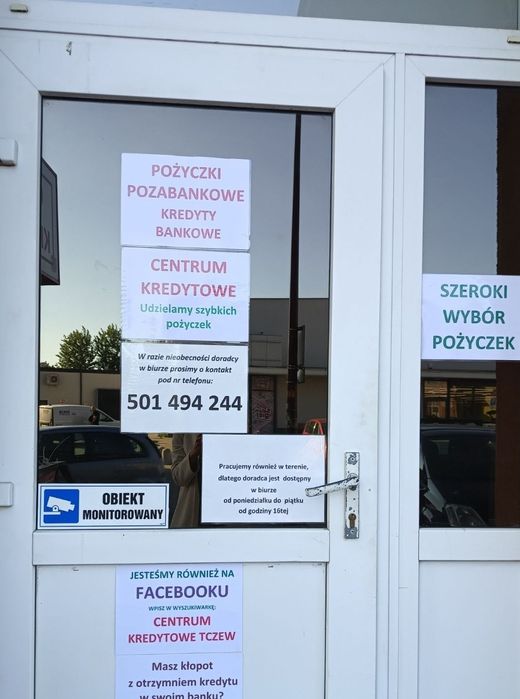 POŻYCZKI
POZABANKOWE
KREDYTY
BANKOWE
CENTRUM
KREDYTOWE
Udzielamy szybkich
pożyczek
W razie nieobecności doradcy
w biurze prosimy o kontakt
pod nr telefonu:
501 494 244
Pracujemy również w terenie,
dlatego doradca jest dostępny
w biurze
od poniedziałku do piątku
od godziny 16tej
OBIEKT
MONITOROWANY
JESTEŚMY RÓWNIEŻ NA
FACEBOOKU
WPISZ W WYSZUKIWARKĘ:
CENTRUM
KREDYTOWE TCZEW
Masz kłopot
z otrzymniem kredytu
w swoim banku?
SZEROKI
WYBÓR
POŻYCZEK